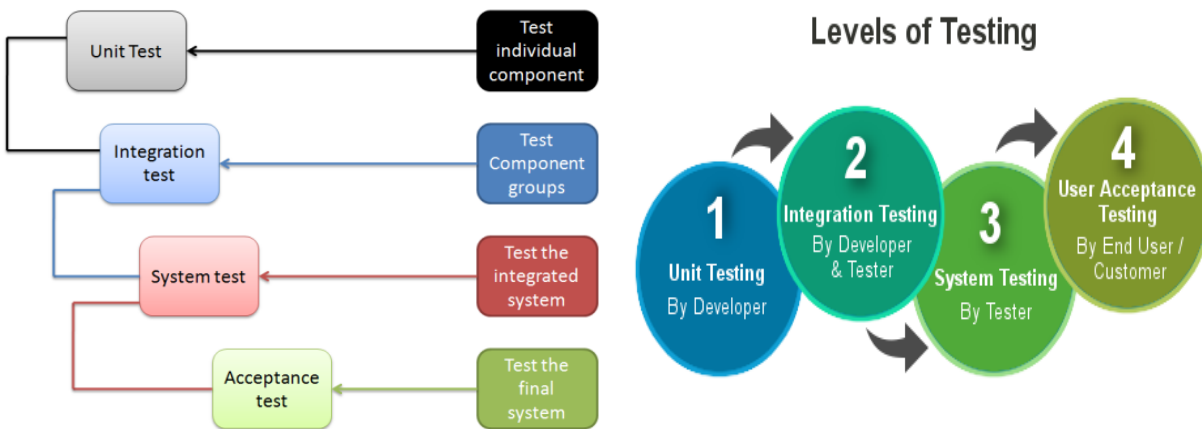 Unit Test
Test
individual
component
Integration
test
Test
Component
groups
System test
Test the
integrated
system
Acceptance
test
Test the
final
system
Levels of Testing
1
Unit Testing
By Developer
2
Integration Testing
By Developer
& Tester
3
System Testing
By Tester
4
User Acceptance
Testing
By End User /
Customer